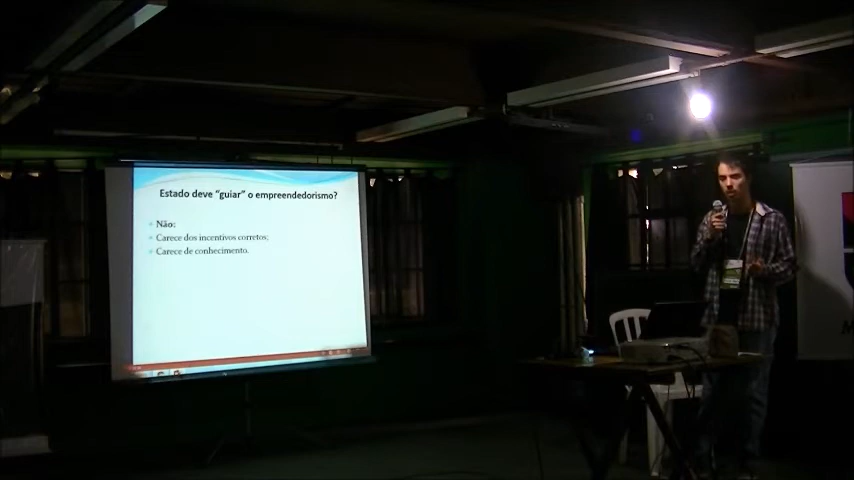 Estado deve "guiar" o empreendedorismo?
Não:
Carece dos incentivos corretos;
Carece de conhecimento.